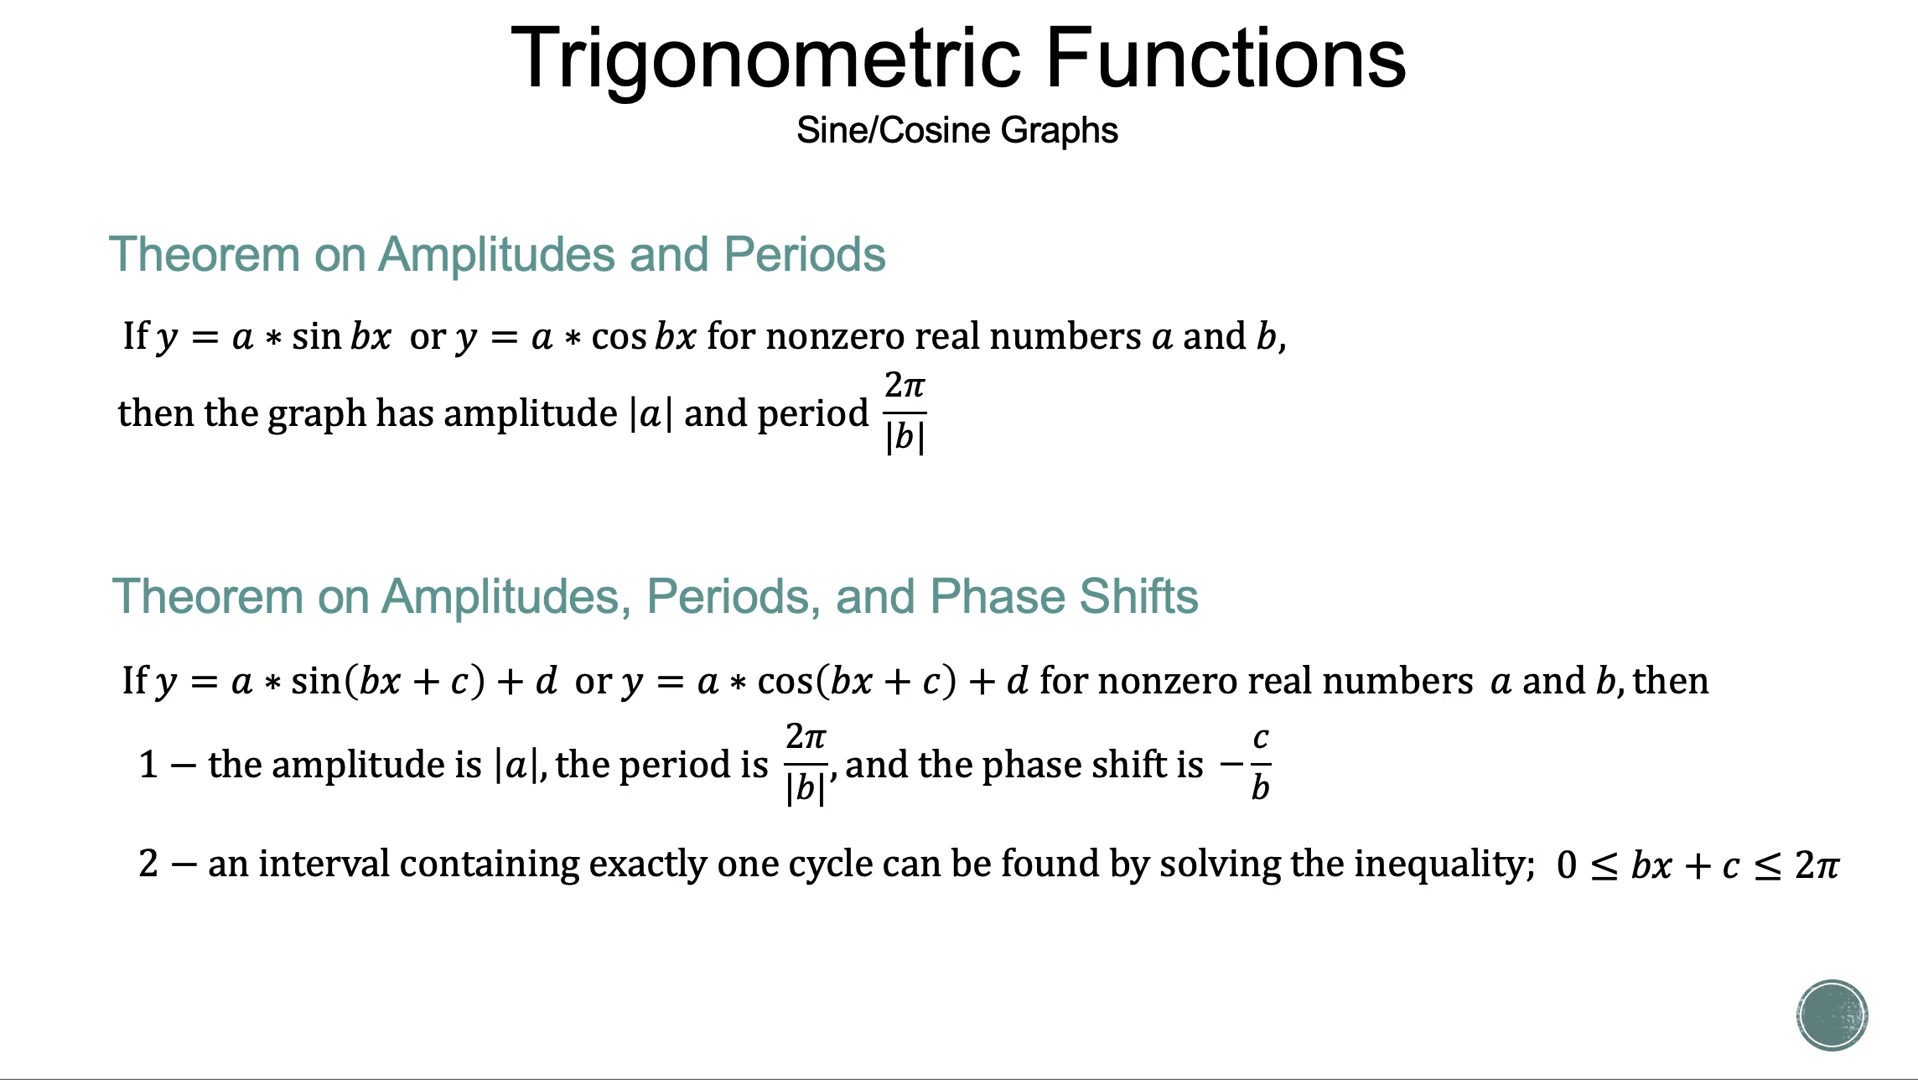 Trigonometric Functions
Sine/Cosine Graphs
Theorem on Amplitudes and Periods
If y = a ∗ sin bx or y = a ∗ cos bx for nonzero real numbers a and b,
then the graph has amplitude |a| and period 2π/|b|
Theorem on Amplitudes, Periods, and Phase Shifts
If y = a ∗ sin(bx + c) + d or y = a ∗ cos(bx + c) + d for nonzero real numbers a and b, then
1 − the amplitude is |a|, the period is 2π/|b|, and the phase shift is −c/b
2 − an interval containing exactly one cycle can be found by solving the inequality; 0 ≤ bx + c ≤ 2π